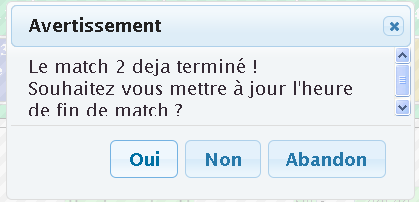 Avertissement
Le match 2 deja terminé !
Souhaitez vous mettre à jour l'heure
de fin de match ?
Oui
Non
Abandon